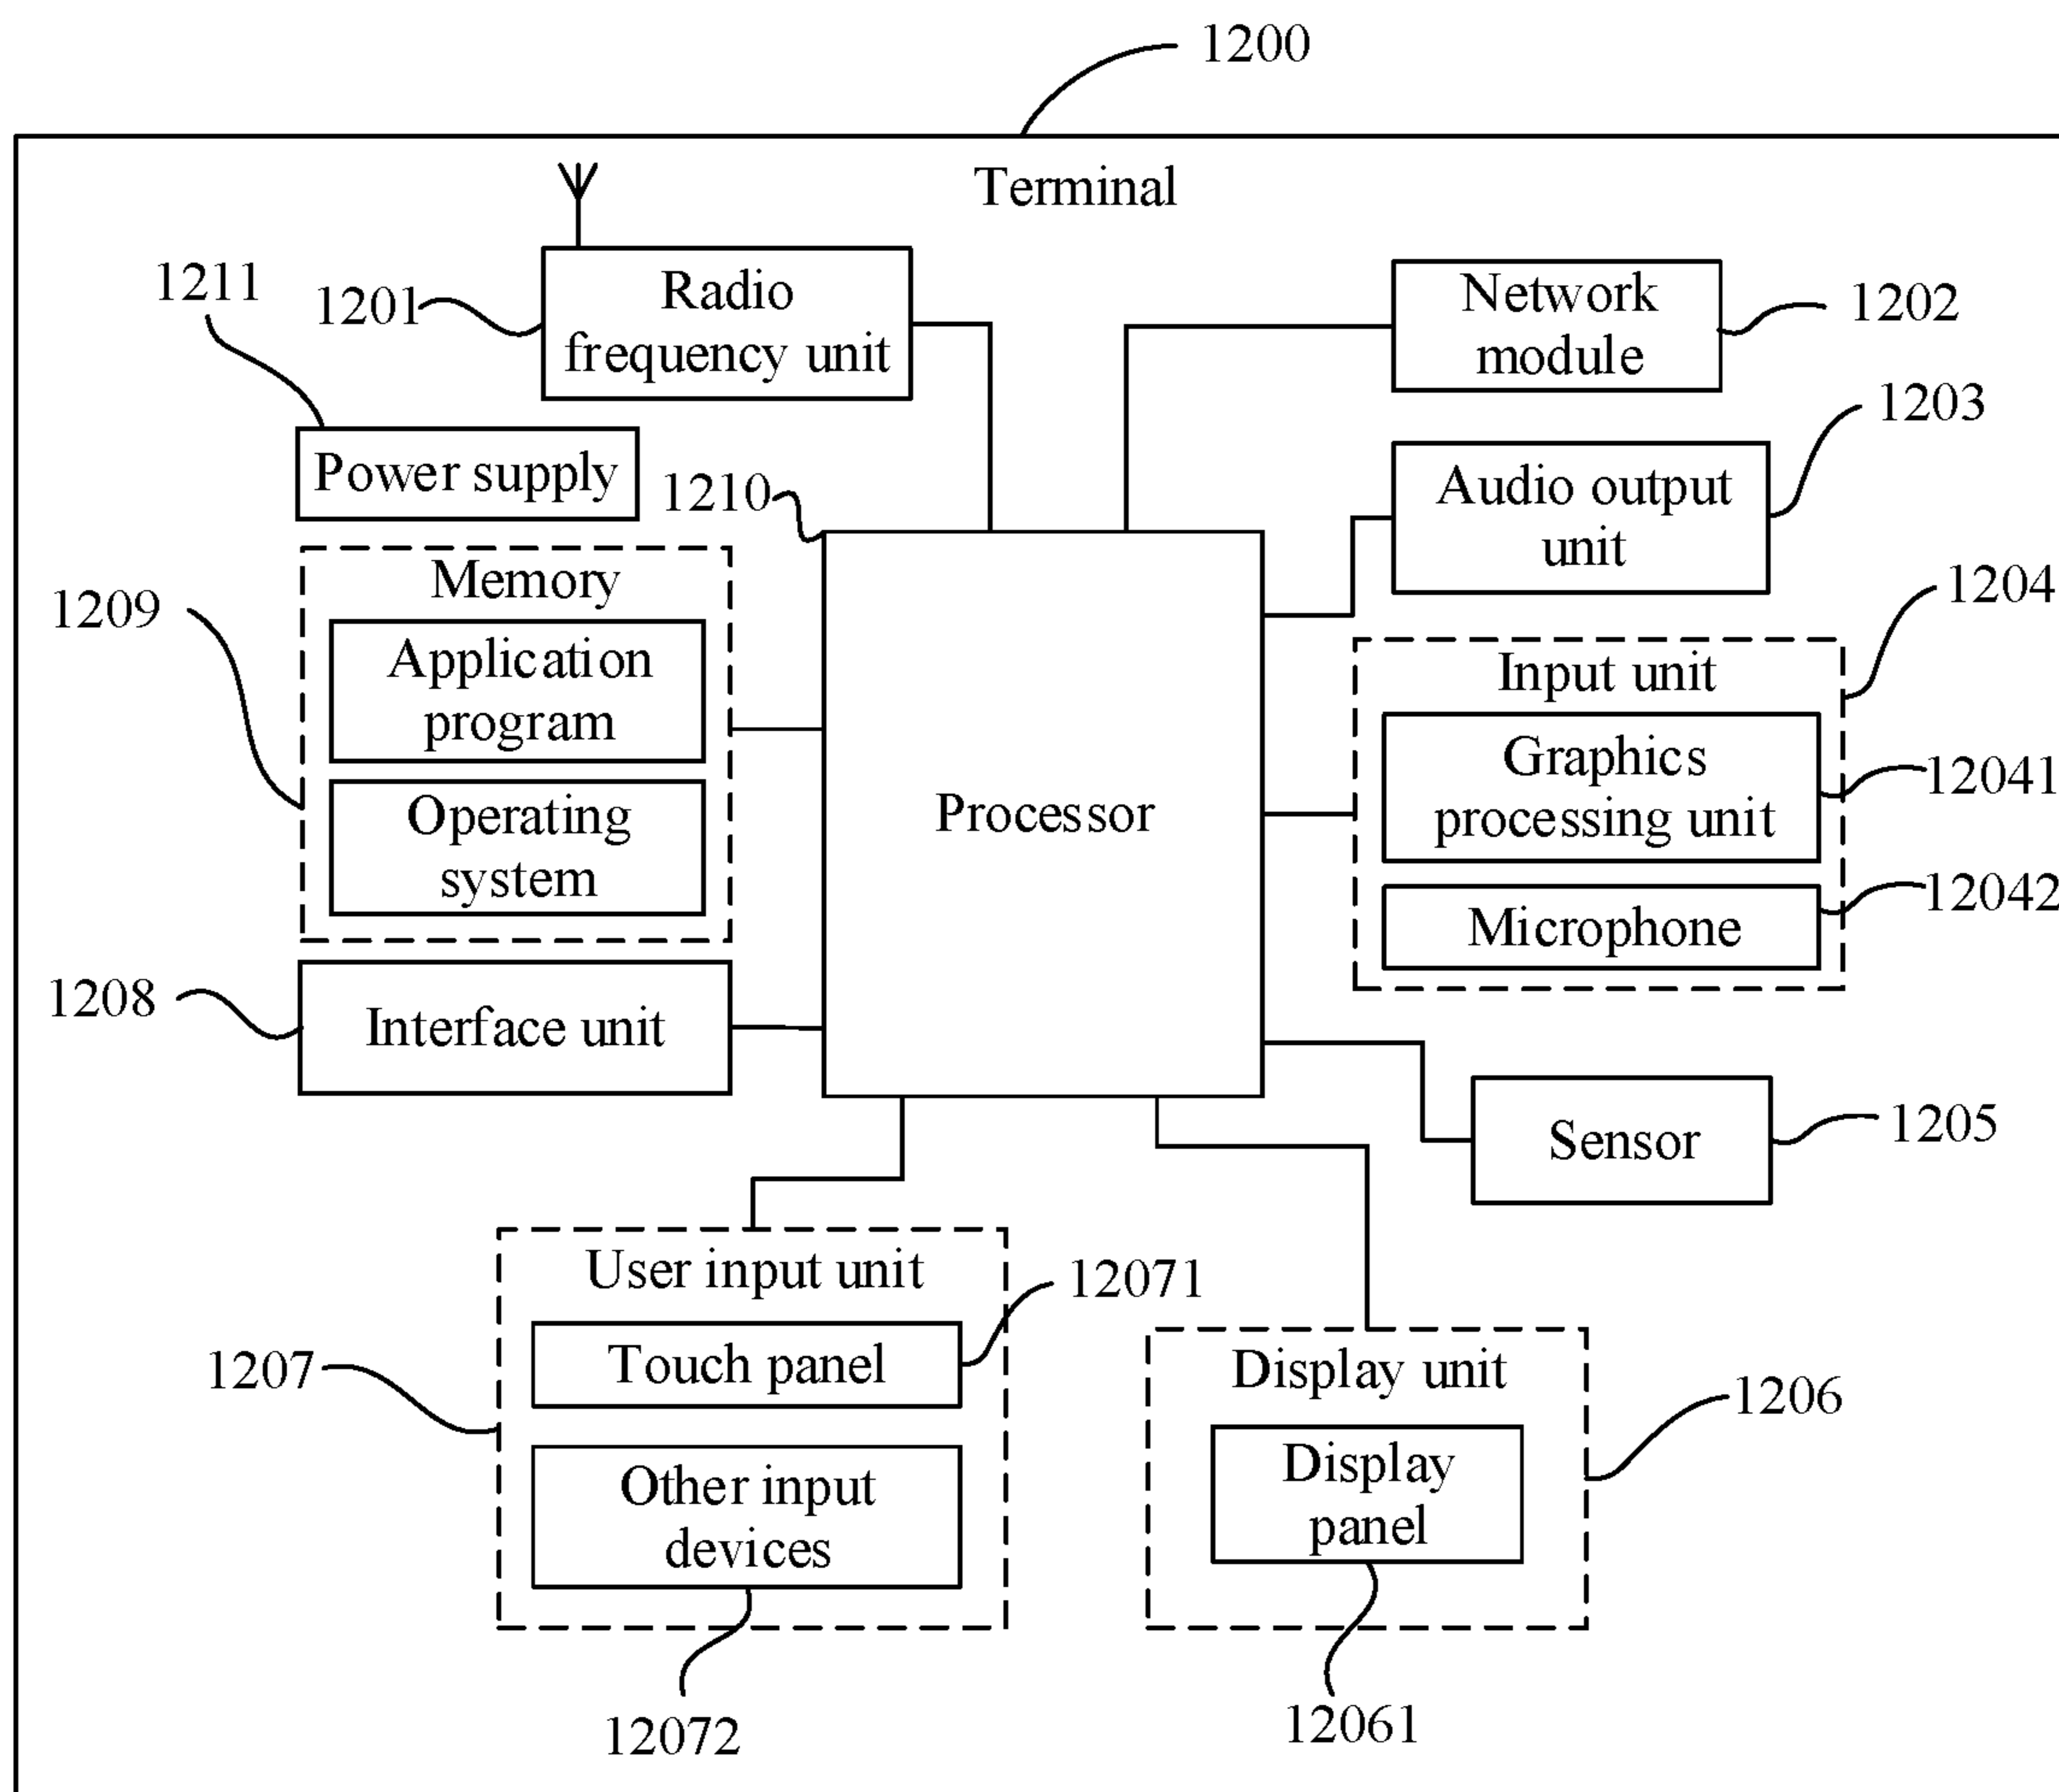 1200
Terminal
1211
1201
Radio
frequency unit
Network
module
1202
Power supply
1210
Audio output
unit
1203
1209
Memory
Application
program
Operating
system
Processor
Input unit
1204
Graphics
processing unit
12041
Microphone
12042
1208
Interface unit
Sensor
1205
User input unit
12071
1207
Touch panel
Other input
devices
12072
Display unit
1206
Display
panel
12061